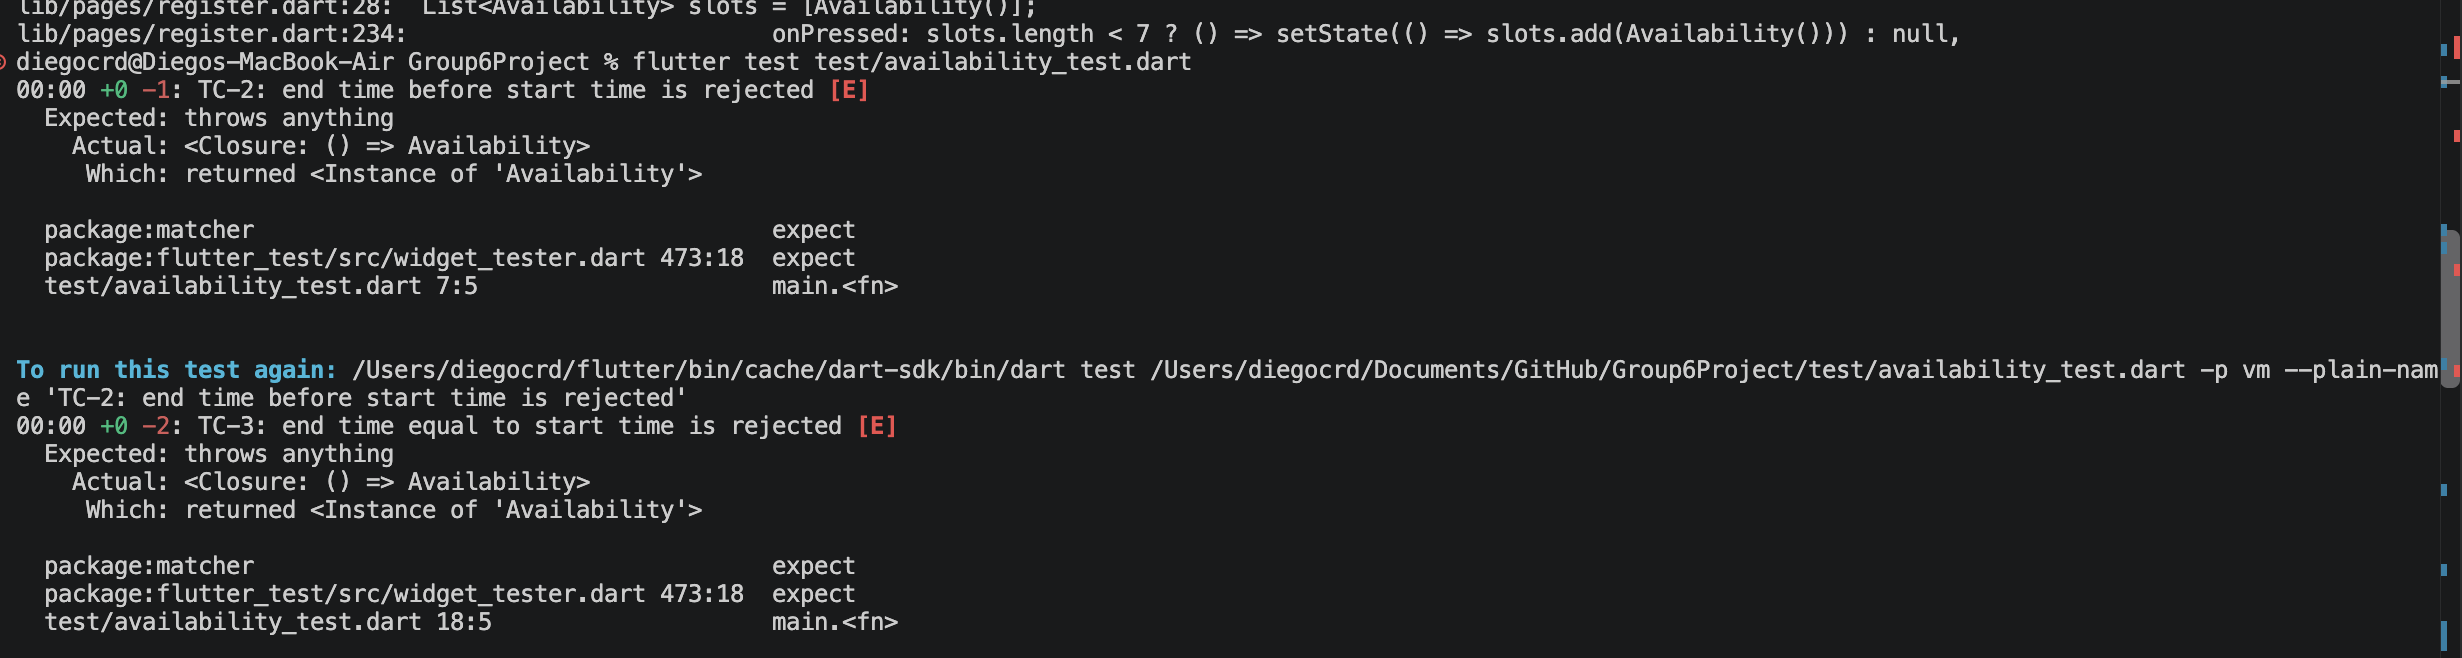 lib/pages/register.dart:28:  List<Availability> slots = [Availability()];
lib/pages/register.dart:234:                          onPressed: slots.length < 7 ? () => setState(() => slots.add(Availability())) : null,
diegocrd@Diegos-MacBook-Air Group6Project % flutter test test/availability_test.dart
00:00 +0 -1: TC-2: end time before start time is rejected [E]
  Expected: throws anything
    Actual: <Closure: () => Availability>
     Which: returned <Instance of 'Availability'>
  package:matcher                                     expect
  package:flutter_test/src/widget_tester.dart 473:18  expect
  test/availability_test.dart 7:5                     main.<fn>
To run this test again: /Users/diegocrd/flutter/bin/cache/dart-sdk/bin/dart test /Users/diegocrd/Documents/GitHub/Group6Project/test/availability_test.dart -p vm --plain-nam
e 'TC-2: end time before start time is rejected'
00:00 +0 -2: TC-3: end time equal to start time is rejected [E]
  Expected: throws anything
    Actual: <Closure: () => Availability>
     Which: returned <Instance of 'Availability'>
  package:matcher                                     expect
  package:flutter_test/src/widget_tester.dart 473:18  expect
  test/availability_test.dart 18:5                    main.<fn>